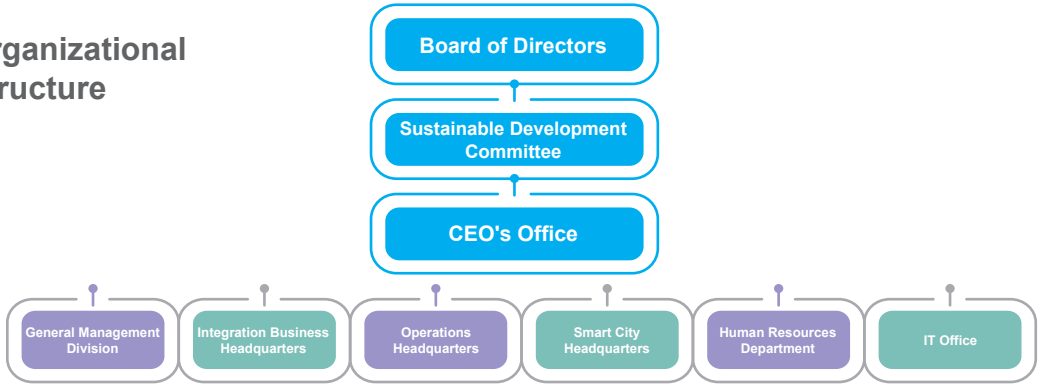 rganizational
ructure
Board of Directors
Sustainable Development
Committee
CEO's Office
General Management
Division
Integration Business
Headquarters
Operations
Headquarters
Smart City
Headquarters
Human Resources
Department
IT Office